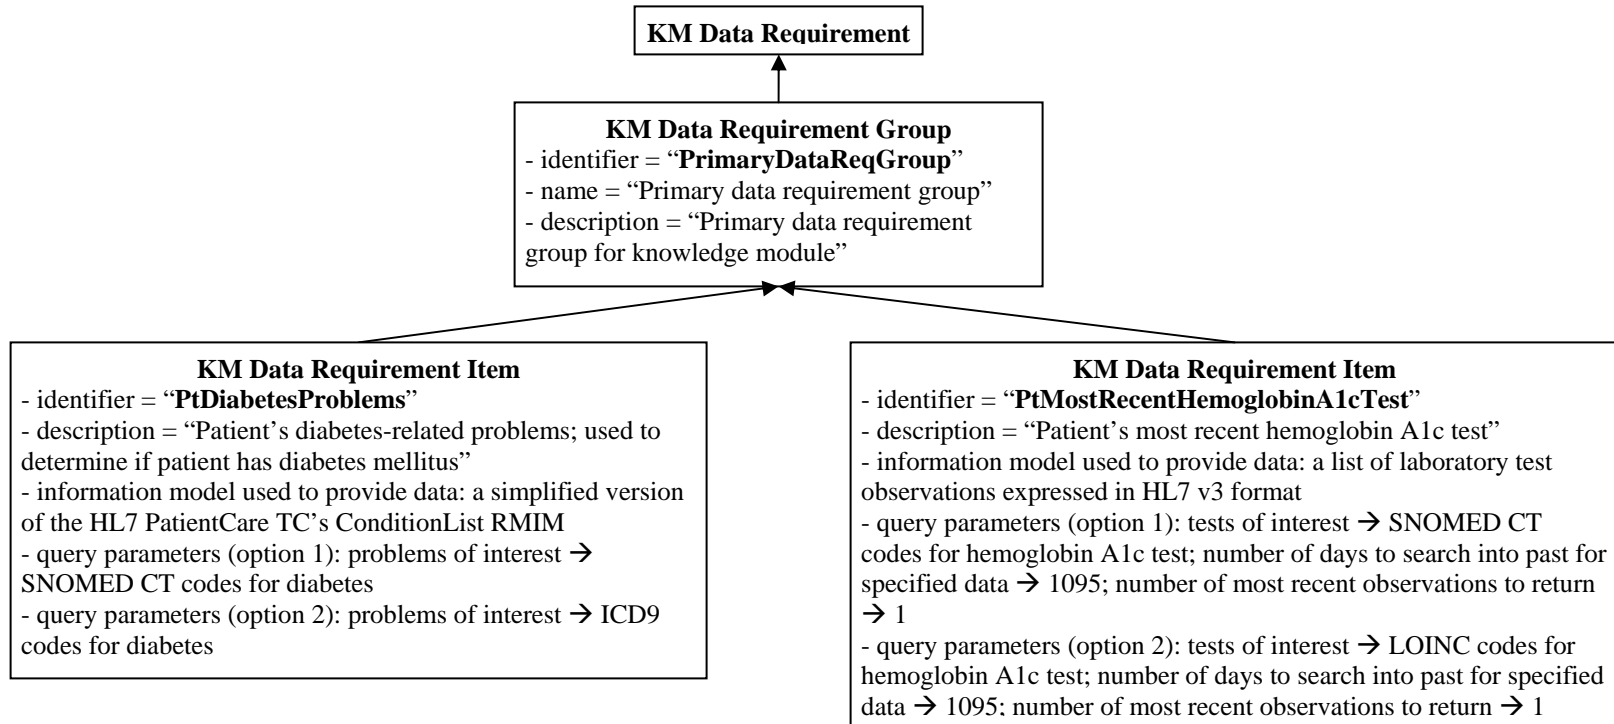 KM Data Requirement
KM Data Requirement Group
- identifier = “PrimaryDataReqGroup”
- name = “Primary data requirement group”
- description = “Primary data requirement
group for knowledge module”
KM Data Requirement Item
- identifier = “PtDiabetesProblems”
- description = “Patient’s diabetes-related problems; used to
determine if patient has diabetes mellitus”
- information model used to provide data: a simplified version
of the HL7 PatientCare TC’s ConditionList RMIM
- query parameters (option 1): problems of interest →
SNOMED CT codes for diabetes
- query parameters (option 2): problems of interest → ICD9
codes for diabetes
KM Data Requirement Item
- identifier = “PtMostRecentHemoglobinA1cTest”
- description = “Patient’s most recent hemoglobin A1c test”
- information model used to provide data: a list of laboratory test
observations expressed in HL7 v3 format
- query parameters (option 1): tests of interest → SNOMED CT
codes for hemoglobin A1c test; number of days to search into past for
specified data → 1095; number of most recent observations to return
→ 1
- query parameters (option 2): tests of interest → LOINC codes for
hemoglobin A1c test; number of days to search into past for specified
data → 1095; number of most recent observations to return → 1